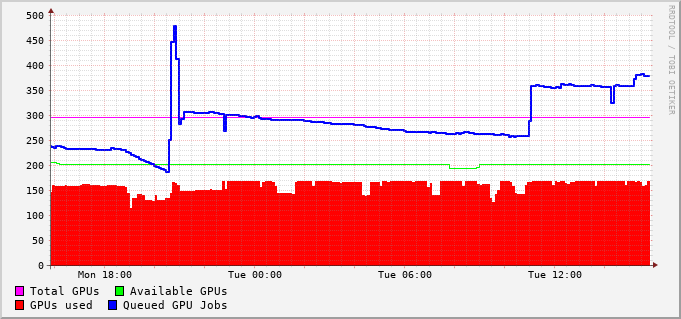 500
450
400
350
300
250
200
150
100
50
0
Mon 18:00 Tue 00:00 Tue 06:00 Tue 12:00
Total GPUs Available GPUs
GPUs used Queued GPU Jobs
RRDTOOL / TOBI OETIKER